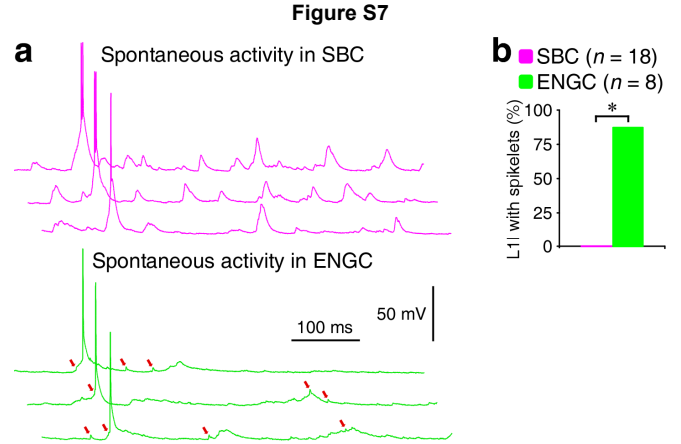 Figure S7
a
Spontaneous activity in SBC
Spontaneous activity in ENGC
100 ms
50 mV
b
SBC (n = 18)
ENGC (n = 8)
L1I with spikelets (%)
100
75
50
25
0
*